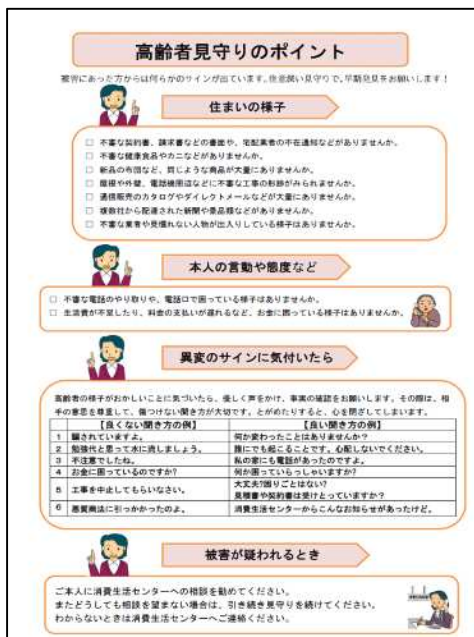 高齢者見守りのポイント
被害にあった方からは何らかのサインが出ています。注意深い見守りで、早期発見をお願いします！
住まいの様子
□ 不審な契約書、請求書などの書面や、宅配業者の不在通知などがありませんか。
□ 不審な健康食品やカニなどがありませんか。
□ 新品の布団など、同じような商品が大量にありませんか。
□ 屋根や外壁、電話機周辺などに不審な工事の形跡がみられませんか。
□ 通信販売のカタログやダイレクトメールなどが大量にありませんか。
□ 複数社から配達された新聞や景品類などがありませんか。
□ 不審な業者や見慣れない人物が出入りしている様子はありませんか。
本人の言動や態度など
□ 不審な電話のやり取りや、電話口で困っている様子はありませんか。
□ 生活費が不足したり、料金の支払いが遅れるなど、お金に困っている様子はありませんか。
異変のサインに気付いたら
高齢者の様子がおかしいことに気づいたら、優しく声をかけ、事実の確認をお願いします。その際は、相
手の意思を尊重して、傷つけない聞き方が大切です。とがめたりすると、心を閉ざしてしまいます。
【良くない聞き方の例】 【良い聞き方の例】
1 騙されていますよ。 何か変わったことはありませんか？
2 勉強代と思って水に流しましょう。 誰にでも起こることです、心配しないでください。
3 不注意でしたね。 私の家にも電話があったのですよ。
4 お金に困っているのですか？ 何か困っていらっしゃいますか？
5 工事を中止してもらいなさい。 大丈夫?困りごとはない?
見積書や契約書は受けとっていますか？
6 悪質商法に引っかかったのよ。 消費生活センターからこんなお知らせがあったけど。
被害が疑われるとき
ご本人に消費生活センターへの相談を勧めてください。
またどうしても相談を望まない場合は、引き続き見守りを続けてください。
わからないときは消費生活センターへご連絡ください。